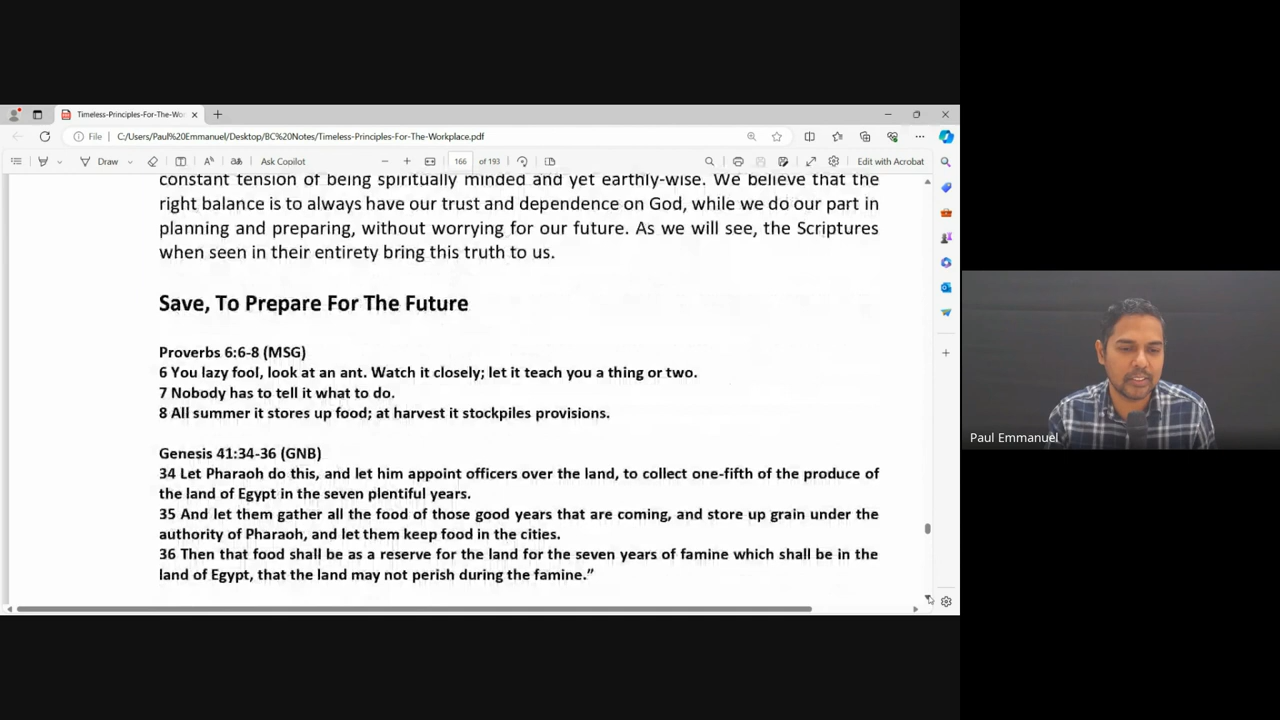 Timeless-Principles-For-The-Wo
File
C:/Users/Paul%20Emmanuel/Desktop/BC%20Notes/Timeless-Principles-For-The-Workplace.pdf
Draw
Ask Copilot
166 of 193
Edit with Acrobat
constant tension of being spiritually minded and yet earthly-wise. We believe that the
right balance is to always have our trust and dependence on God, while we do our part in
planning and preparing, without worrying for our future. As we will see, the Scriptures
when seen in their entirety bring this truth to us.
Save, To Prepare For The Future
Proverbs 6:6-8 (MSG)
6 You lazy fool, look at an ant. Watch it closely; let it teach you a thing or two.
7 Nobody has to tell it what to do.
8 All summer it stores up food; at harvest it stockpiles provisions.
Genesis 41:34-36 (GNB)
34 Let Pharaoh do this, and let him appoint officers over the land, to collect one-fifth of the produce of
the land of Egypt in the seven plentiful years.
35 And let them gather all the food of those good years that are coming, and store up grain under the
authority of Pharaoh, and let them keep food in the cities.
36 Then that food shall be as a reserve for the land for the seven years of famine which shall be in the
land of Egypt, that the land may not perish during the famine.”
Paul Emmanuel